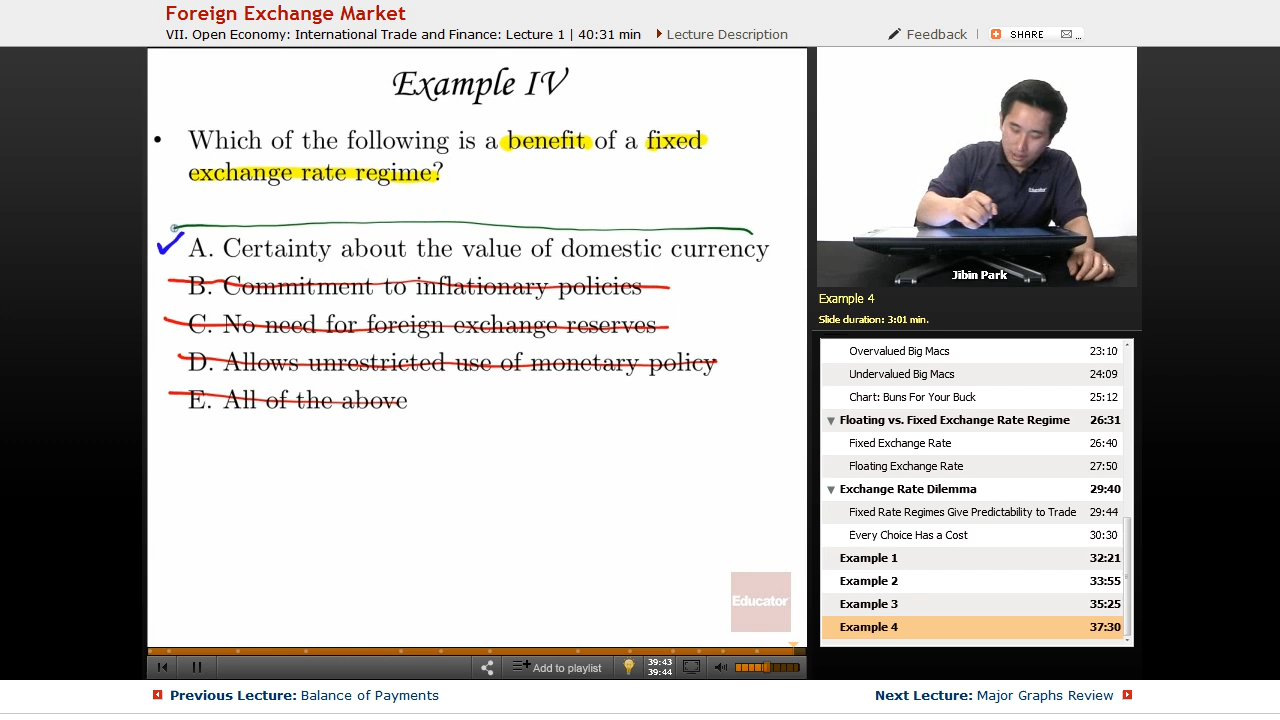 Foreign Exchange Market
VII. Open Economy: International Trade and Finance: Lecture 1 | 40:31 min
Lecture Description
Feedback
SHARE
Example IV
• Which of the following is a benefit of a fixed
exchange rate regime?
A. Certainty about the value of domestic currency
B. Commitment to inflationary policies
C. No need for foreign exchange reserves
D. Allows unrestricted use of monetary policy
E. All of the above
Educator
Educator
Jibin Park
Example 4
Slide duration: 3:01 min.
Overvalued Big Macs 23:10
Undervalued Big Macs 24:09
Chart: Buns For Your Buck 25:12
Floating vs. Fixed Exchange Rate Regime 26:31
Fixed Exchange Rate 26:40
Floating Exchange Rate 27:50
Exchange Rate Dilemma 29:40
Fixed Rate Regimes Give Predictability to Trade 29:44
Every Choice Has a Cost 30:30
Example 1 32:21
Example 2 33:55
Example 3 35:25
Example 4 37:30
Add to playlist
39:43
39:44
Previous Lecture: Balance of Payments
Next Lecture: Major Graphs Review